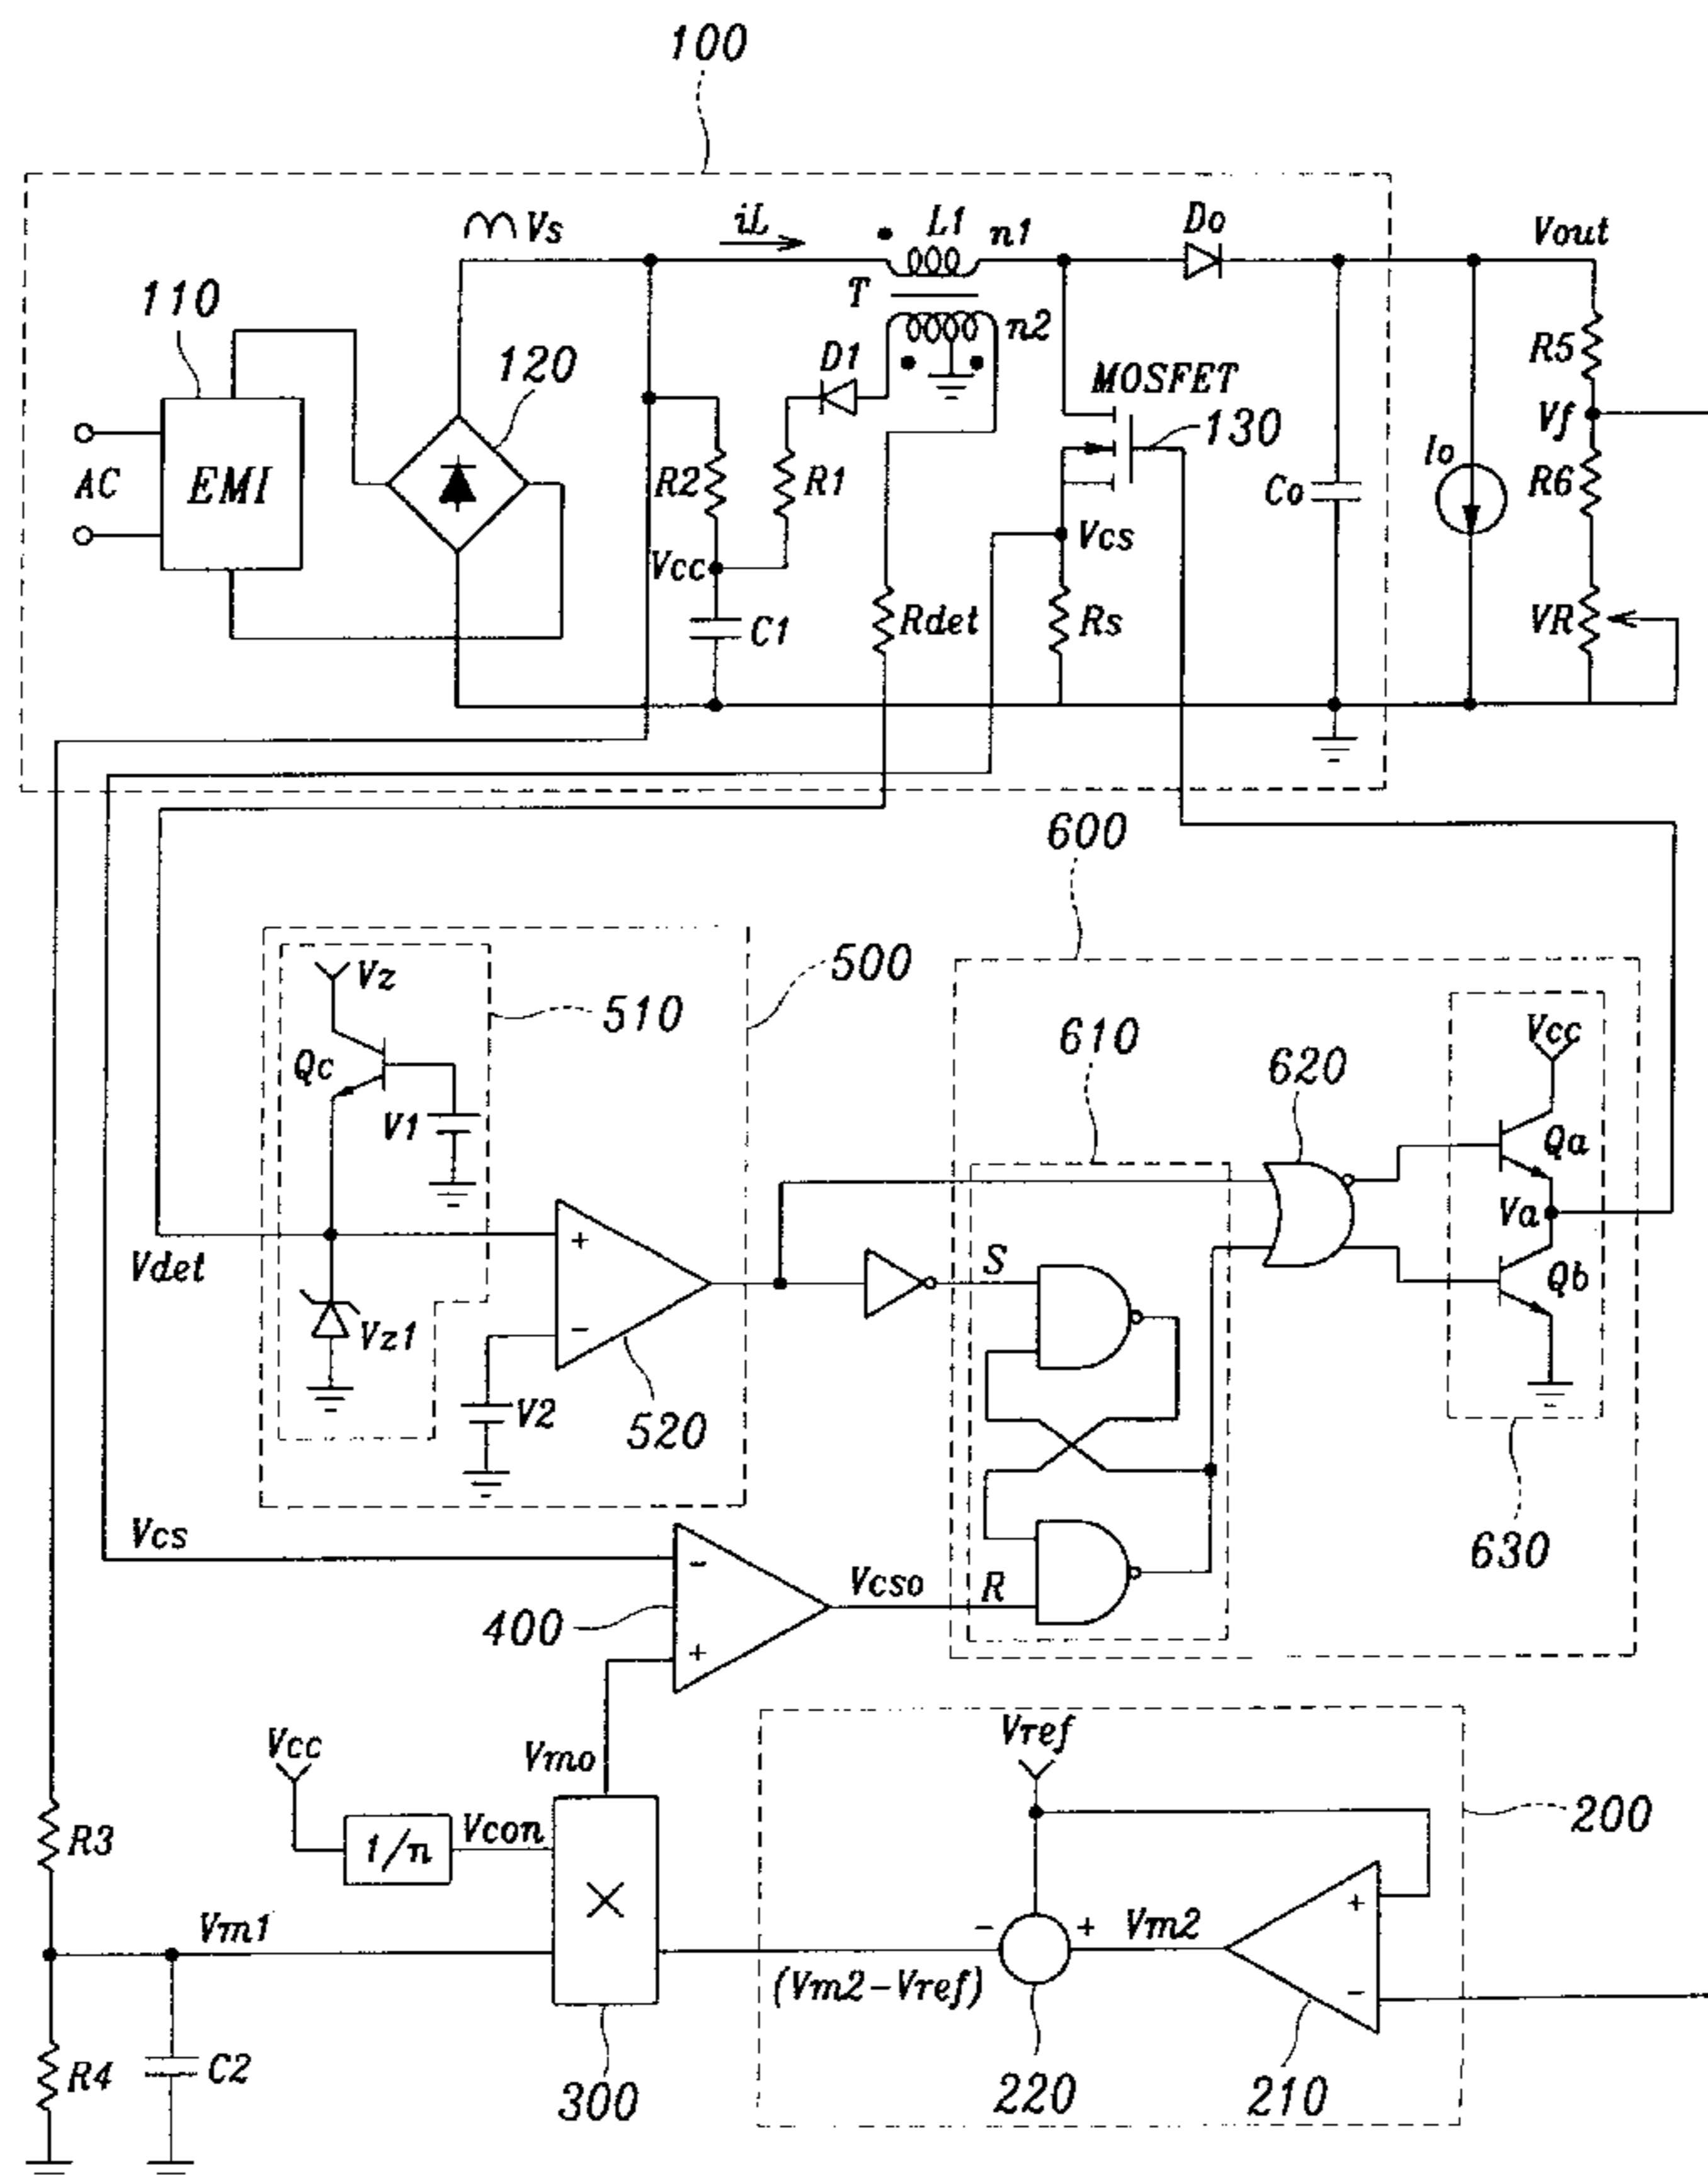 100
Vs
iL
L1
n1
Do
Vout
110
T
n2
R5
120
D1
MOSFET
Vf
130
AC
EMI
R2
R1
Io
R6
Co
Vcc
Vcs
C1
Rdet
Rs
VR
600
Vz
500
510
610
Vcc
Qc
620
V1
Qa
+
Va
Vdet
S
Qb
Vz1
-
V2
520
Vcs
-
630
Vcso
R
400
+
Vcc
Vmo
Vref
200
R3
1/n
Vcon
×
+
Vm1
-
+
Vm2
(Vm2-Vref)
-
R4
C2
300
220
210